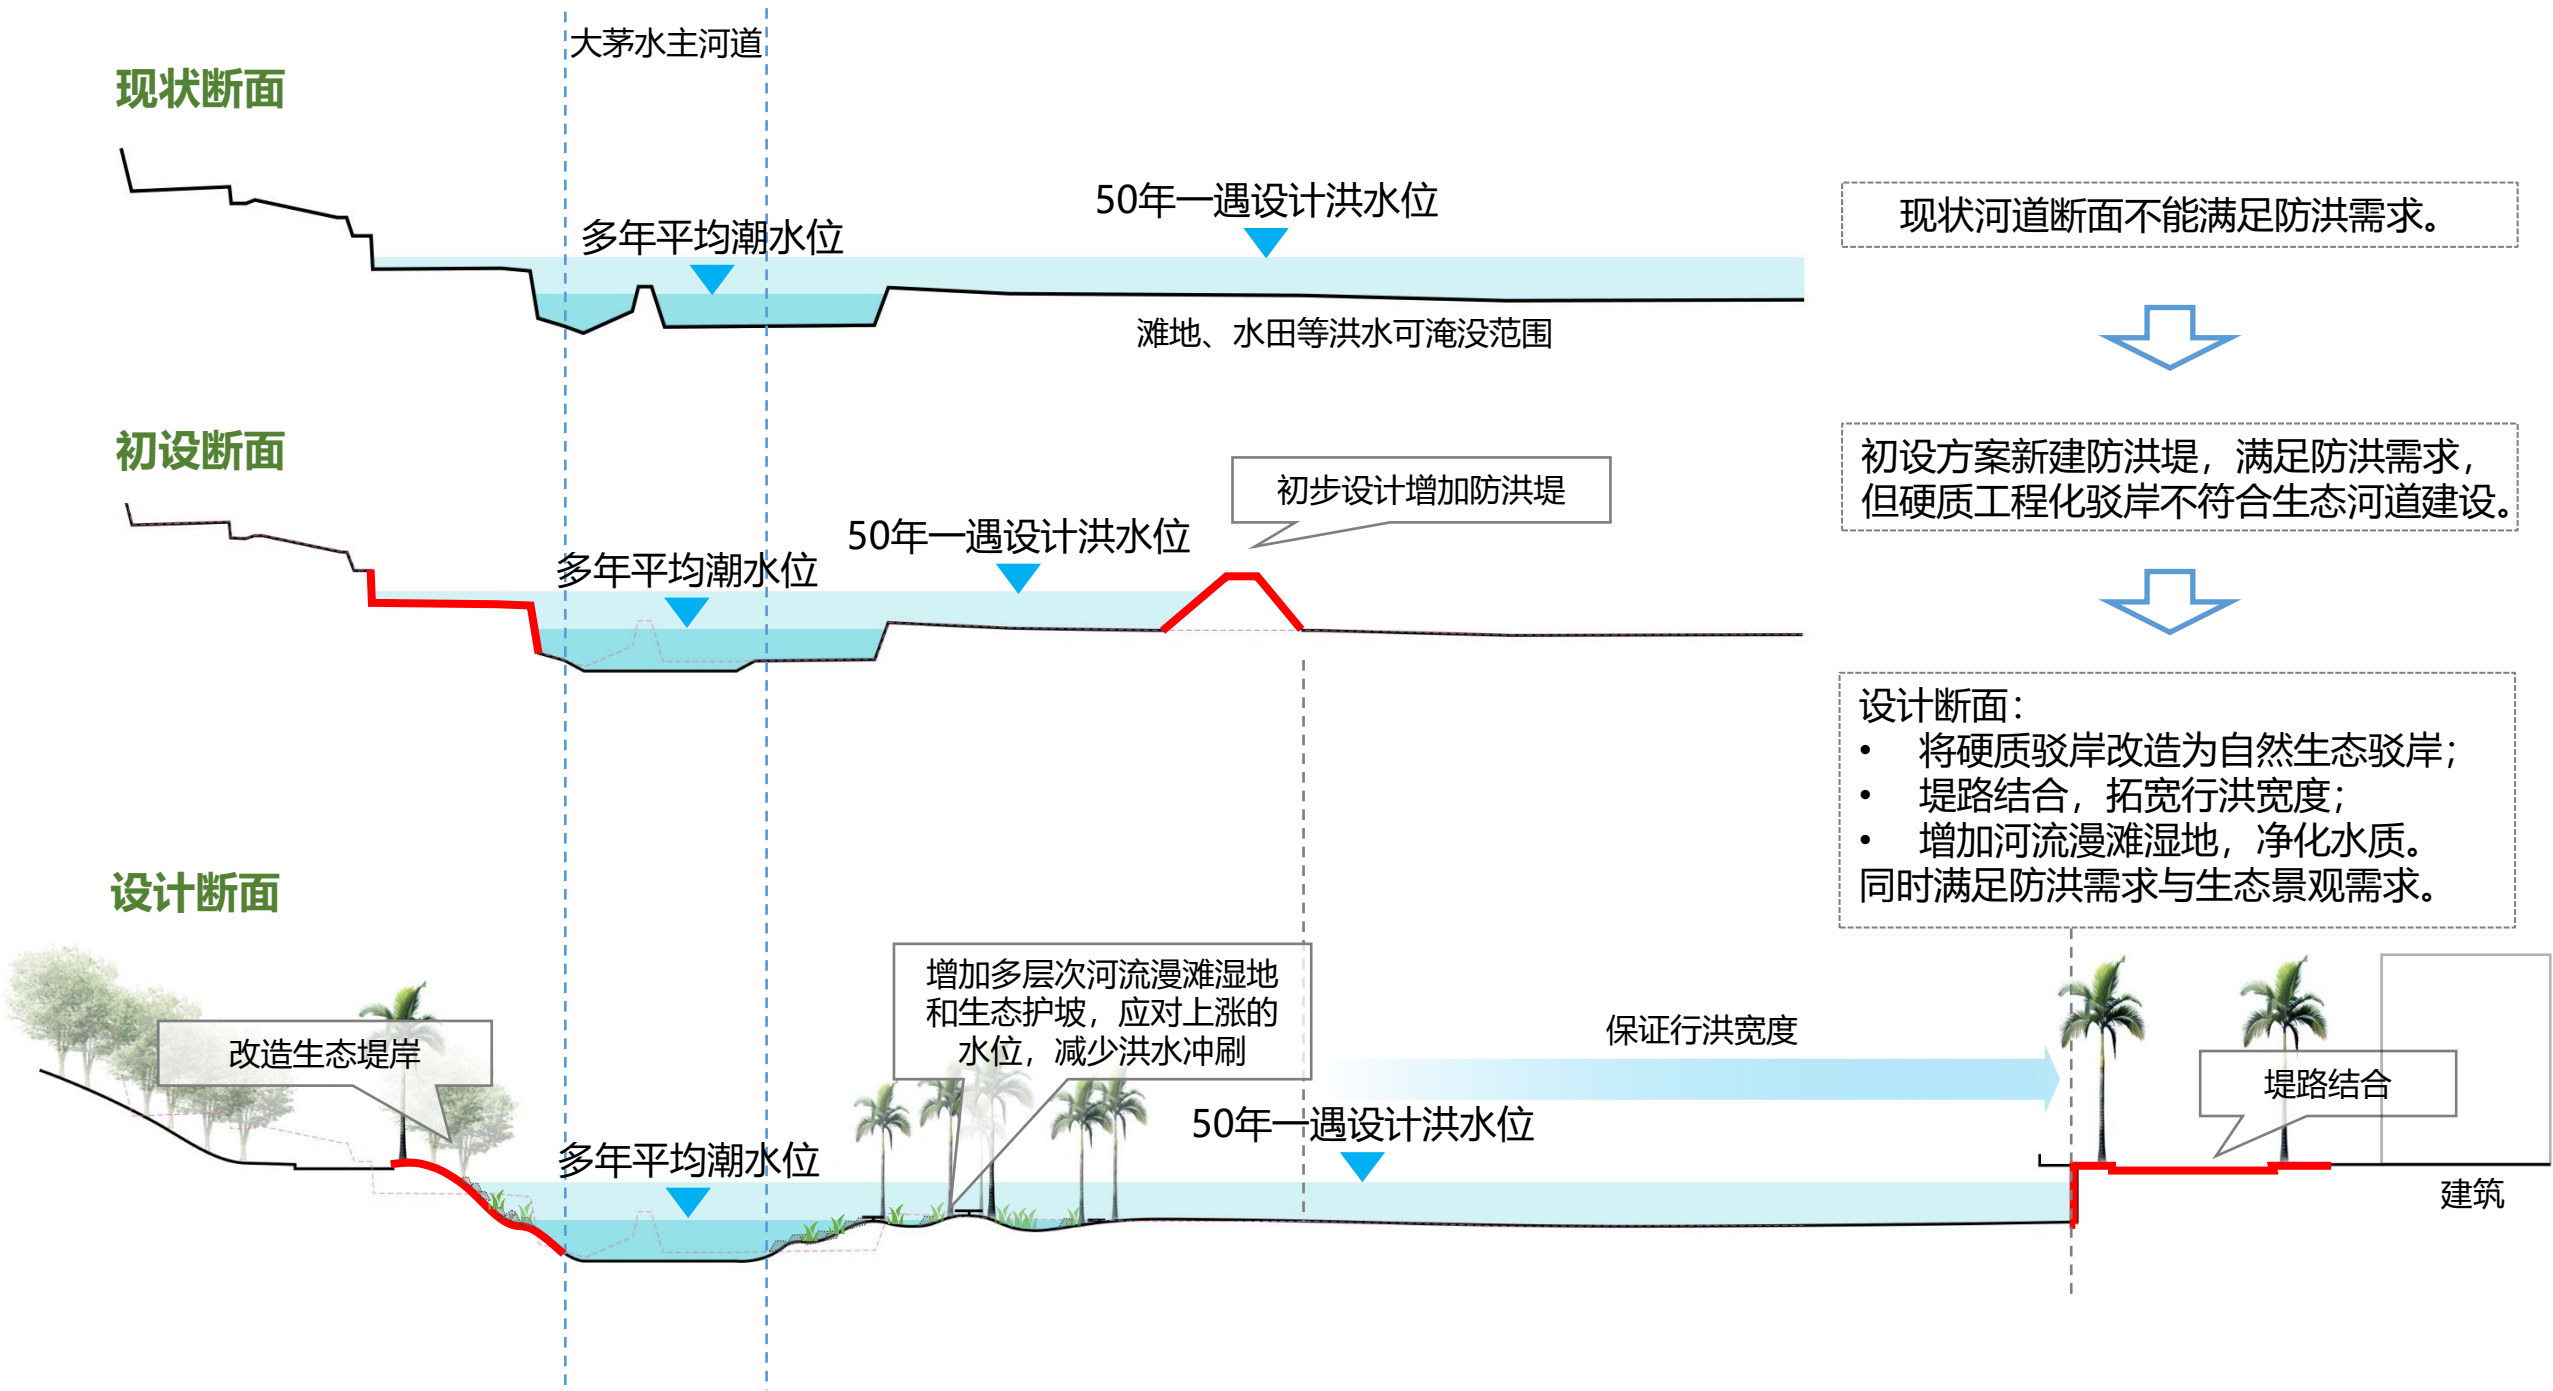 大茅水主河道
现状断面
50年一遇设计洪水位
多年平均潮水位
滩地、水田等洪水可淹没范围
现状河道断面不能满足防洪需求。
初设断面
初步设计增加防洪堤
50年一遇设计洪水位
多年平均潮水位
初设方案新建防洪堤，满足防洪需求，
但硬质工程化驳岸不符合生态河道建设。
设计断面：
• 将硬质驳岸改造为自然生态驳岸；
• 堤路结合，拓宽行洪宽度；
• 增加河流漫滩湿地，净化水质。
同时满足防洪需求与生态景观需求。
设计断面
改造生态堤岸
增加多层次河流漫滩湿地
和生态护坡，应对上涨的
水位，减少洪水冲刷
保证行洪宽度
堤路结合
50年一遇设计洪水位
多年平均潮水位
建筑